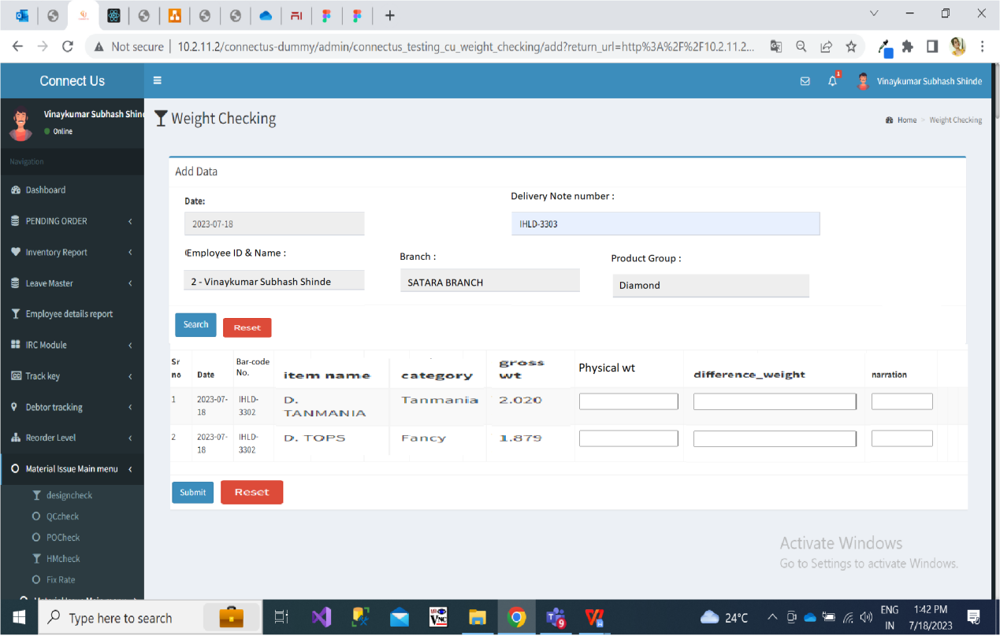 Not secure
10.2.11.2/connectus-dummy/admin/connectus_testing_cu_weight_checking/add?return_url=http%3A%2F%2F10.2.11.2...
Connect Us
1
Vinaykumar Subhash Shinde
Vinaykumar Subhash Shind
Online
Weight Checking
Home > Weight Checking
Navigation
Dashboard
PENDING ORDER
Inventory Report
Leave Master
Employee details report
IRC Module
Track key
Debtor tracking
Reorder Level
Material Issue Main menu
designcheck
QCcheck
POCheck
HMcheck
Fix Rate
Add Data
Date:
Delivery Note number :
2023-07-18
IHLD-3303
Employee ID & Name :
Branch :
Product Group :
2 - Vinaykumar Subhash Shinde
SATARA BRANCH
Diamond
Search
Reset
Sr no
Date
Bar-code No.
item name
category
gross wt
Physical wt
difference_weight
narration
1
2023-07-18
IHLD-3302
D. TANMANIA
Tanmania
2.020
2
2023-07-18
IHLD-3302
D. TOPS
Fancy
1.879
Submit
Reset
Activate Windows
Go to Settings to activate Windows.
Type here to search
9
24°C
ENG
IN
1:42 PM
7/18/2023